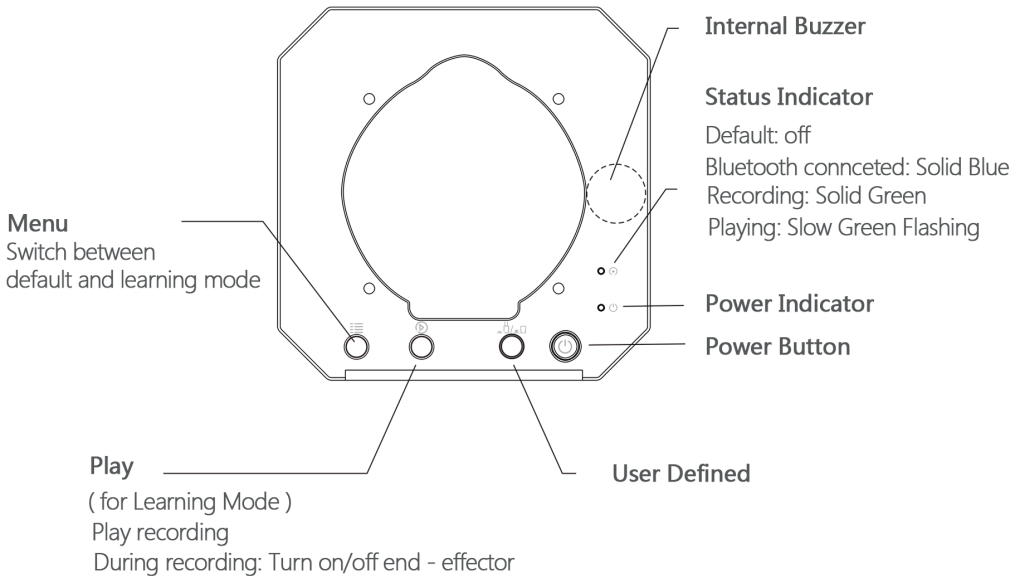 Internal Buzzer
Status Indicator
Default: off
Bluetooth connceted: Solid Blue
Recording: Solid Green
Playing: Slow Green Flashing
Menu
Switch between
default and learning mode
Power Indicator
Power Button
Play
( for Learning Mode )
Play recording
During recording: Turn on/off end - effector
User Defined